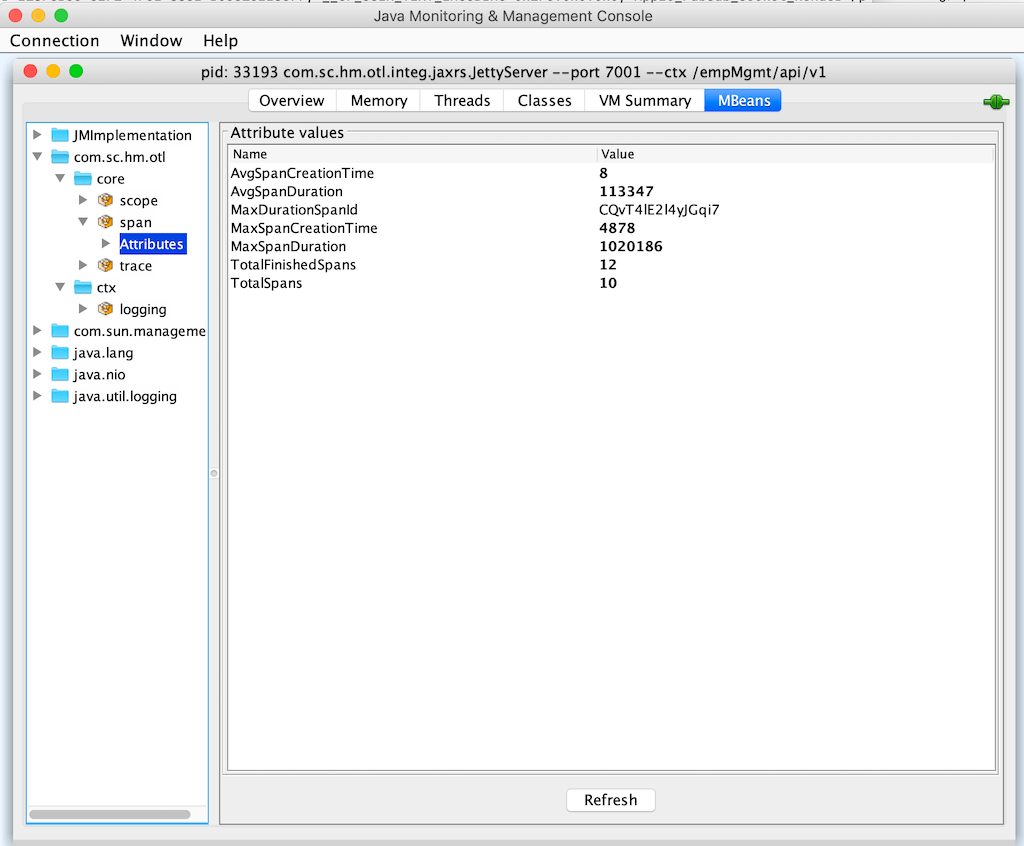 Java Monitoring & Management Console
Connection Window Help
pid: 33193 com.sc.hm.otl.integ.jaxrs.JettyServer --port 7001 --ctx /empMgmt/api/v1
Overview Memory Threads Classes VM Summary MBeans
JMImplementation
com.sc.hm.otl
core
scope
span
Attributes
trace
ctx
logging
com.sun.manageme
java.lang
java.nio
java.util.logging
Attribute values
Name Value
AvgSpanCreationTime 8
AvgSpanDuration 113347
MaxDurationSpanId CQvT4lE2l4yJGqi7
MaxSpanCreationTime 4878
MaxSpanDuration 1020186
TotalFinishedSpans 12
TotalSpans 10
Refresh